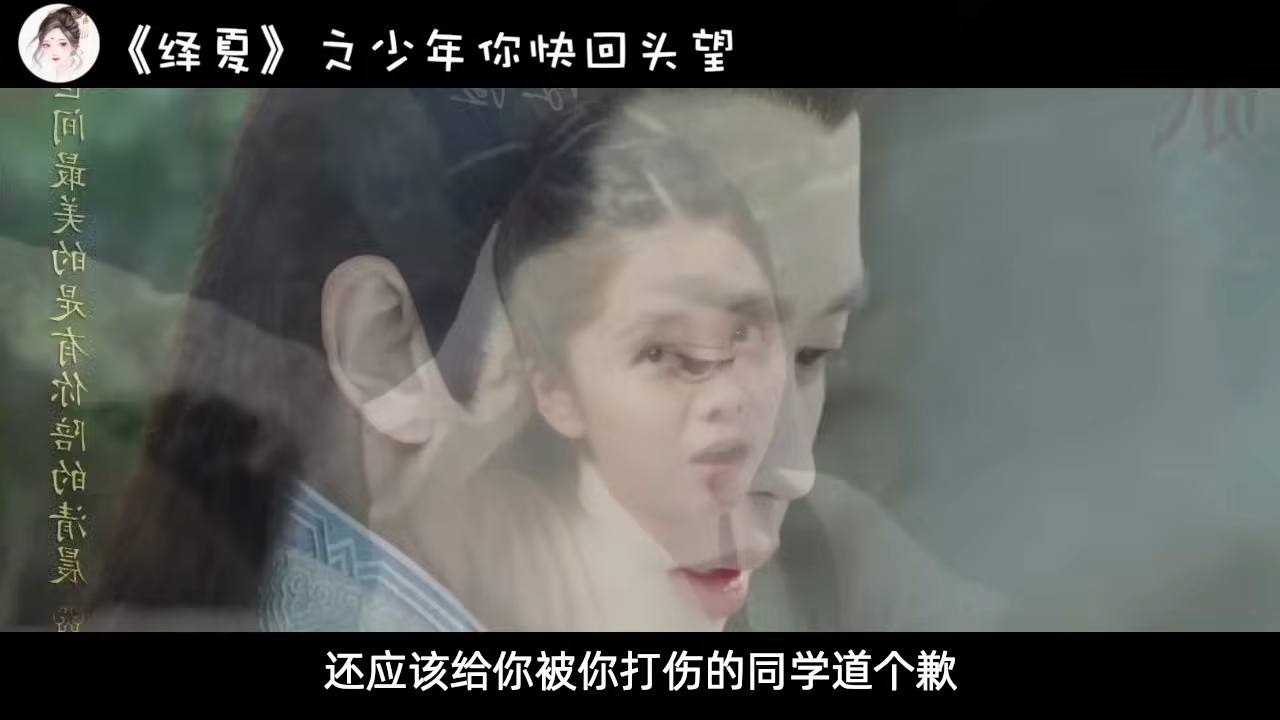 《绎夏》之少年你快回头望
间最美的是有你陪的清晨
还应该给你被你打伤的同学道个歉